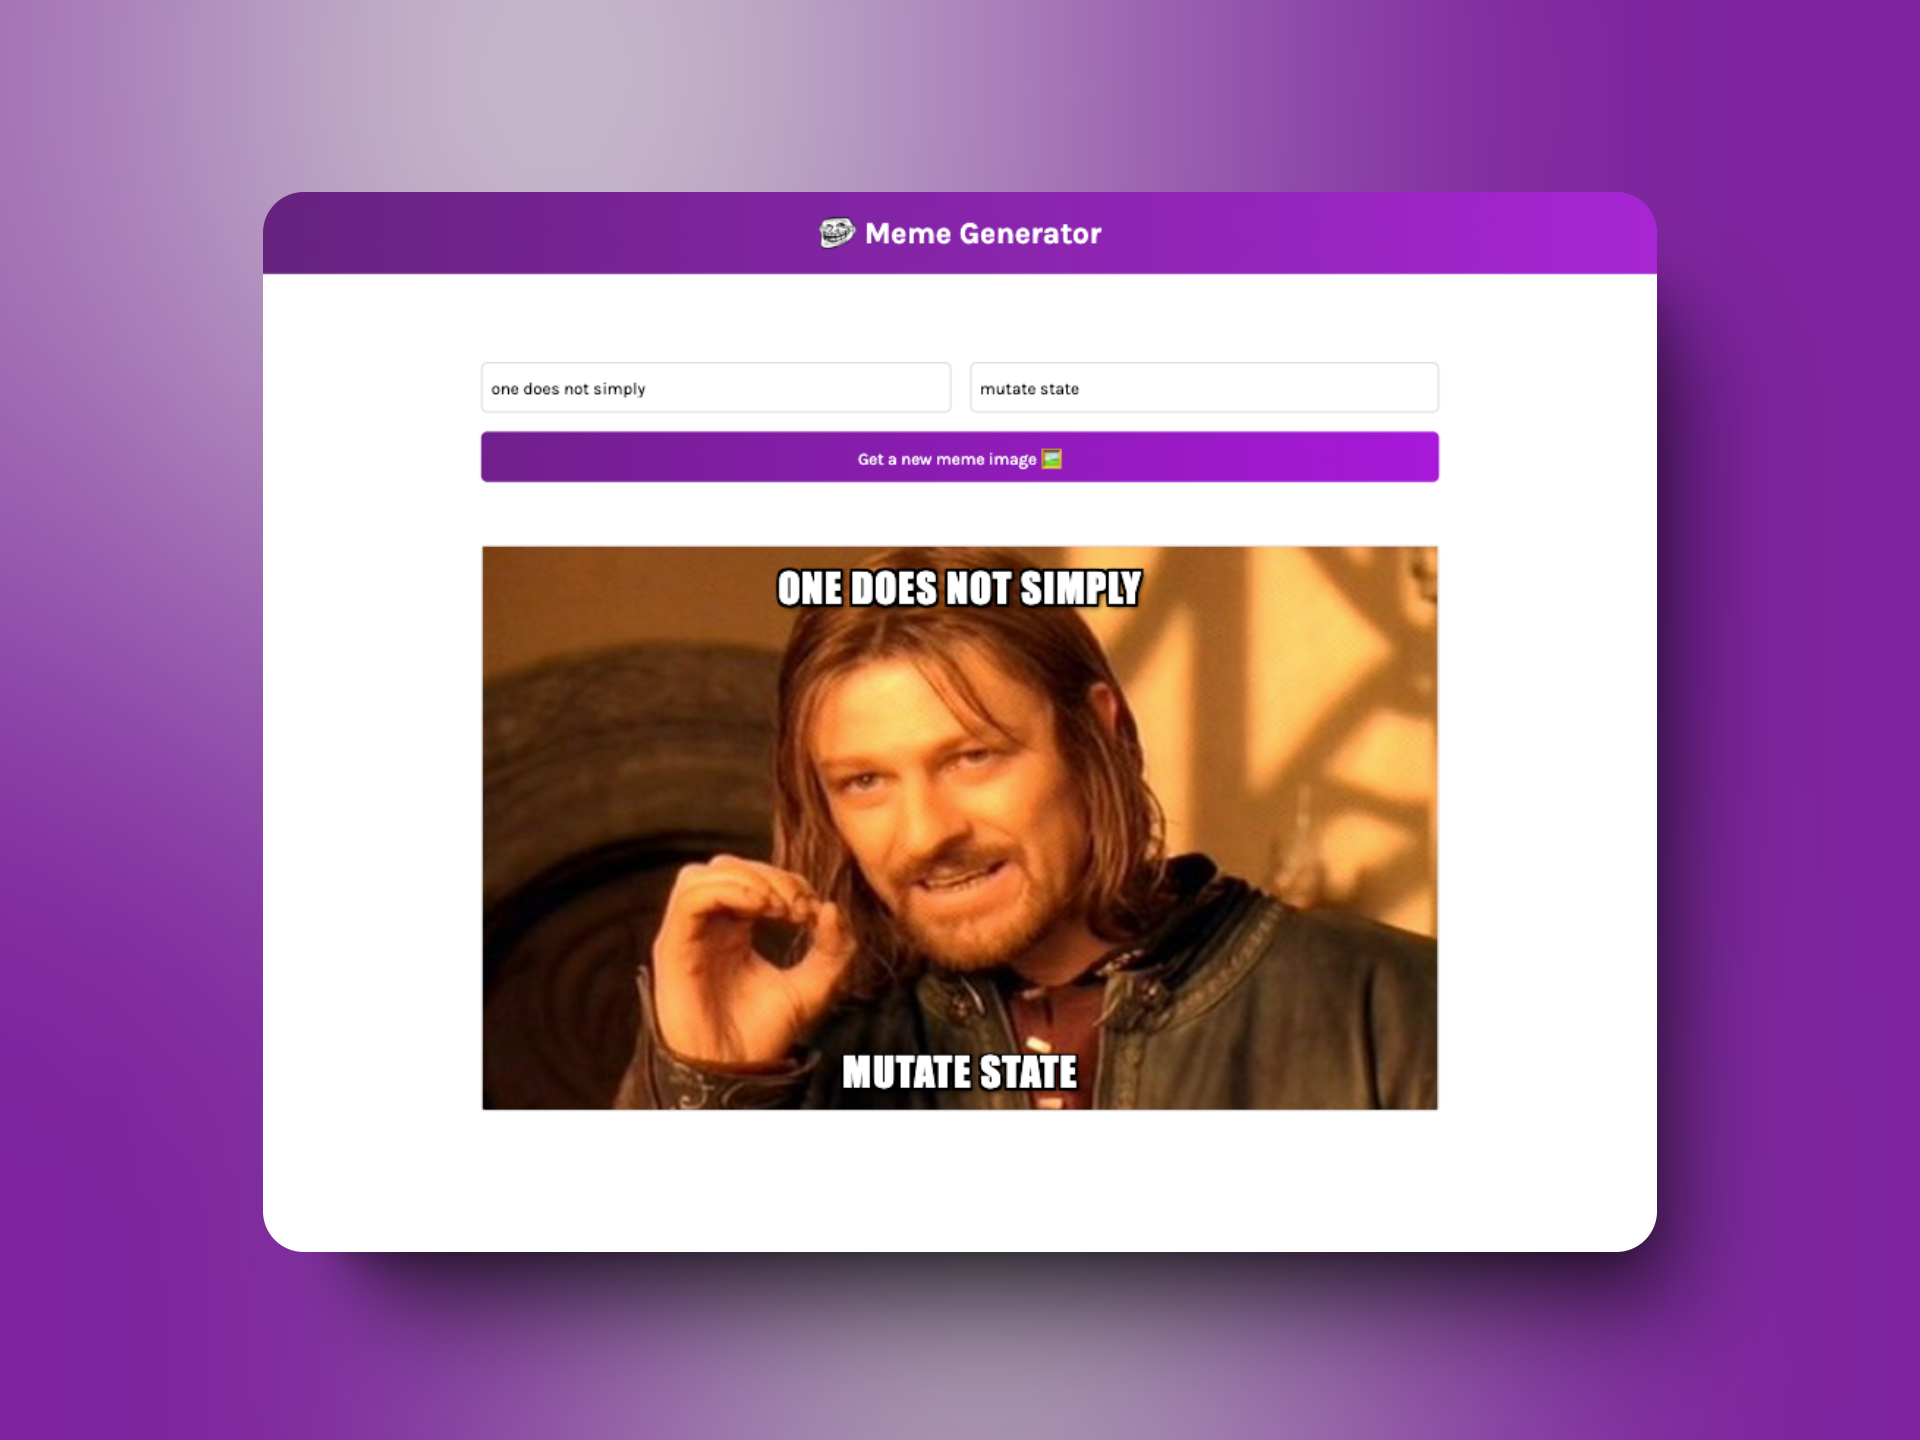 Meme Generator
one does not simply
mutate state
Get a new meme image
ONE DOES NOT SIMPLY
MUTATE STATE